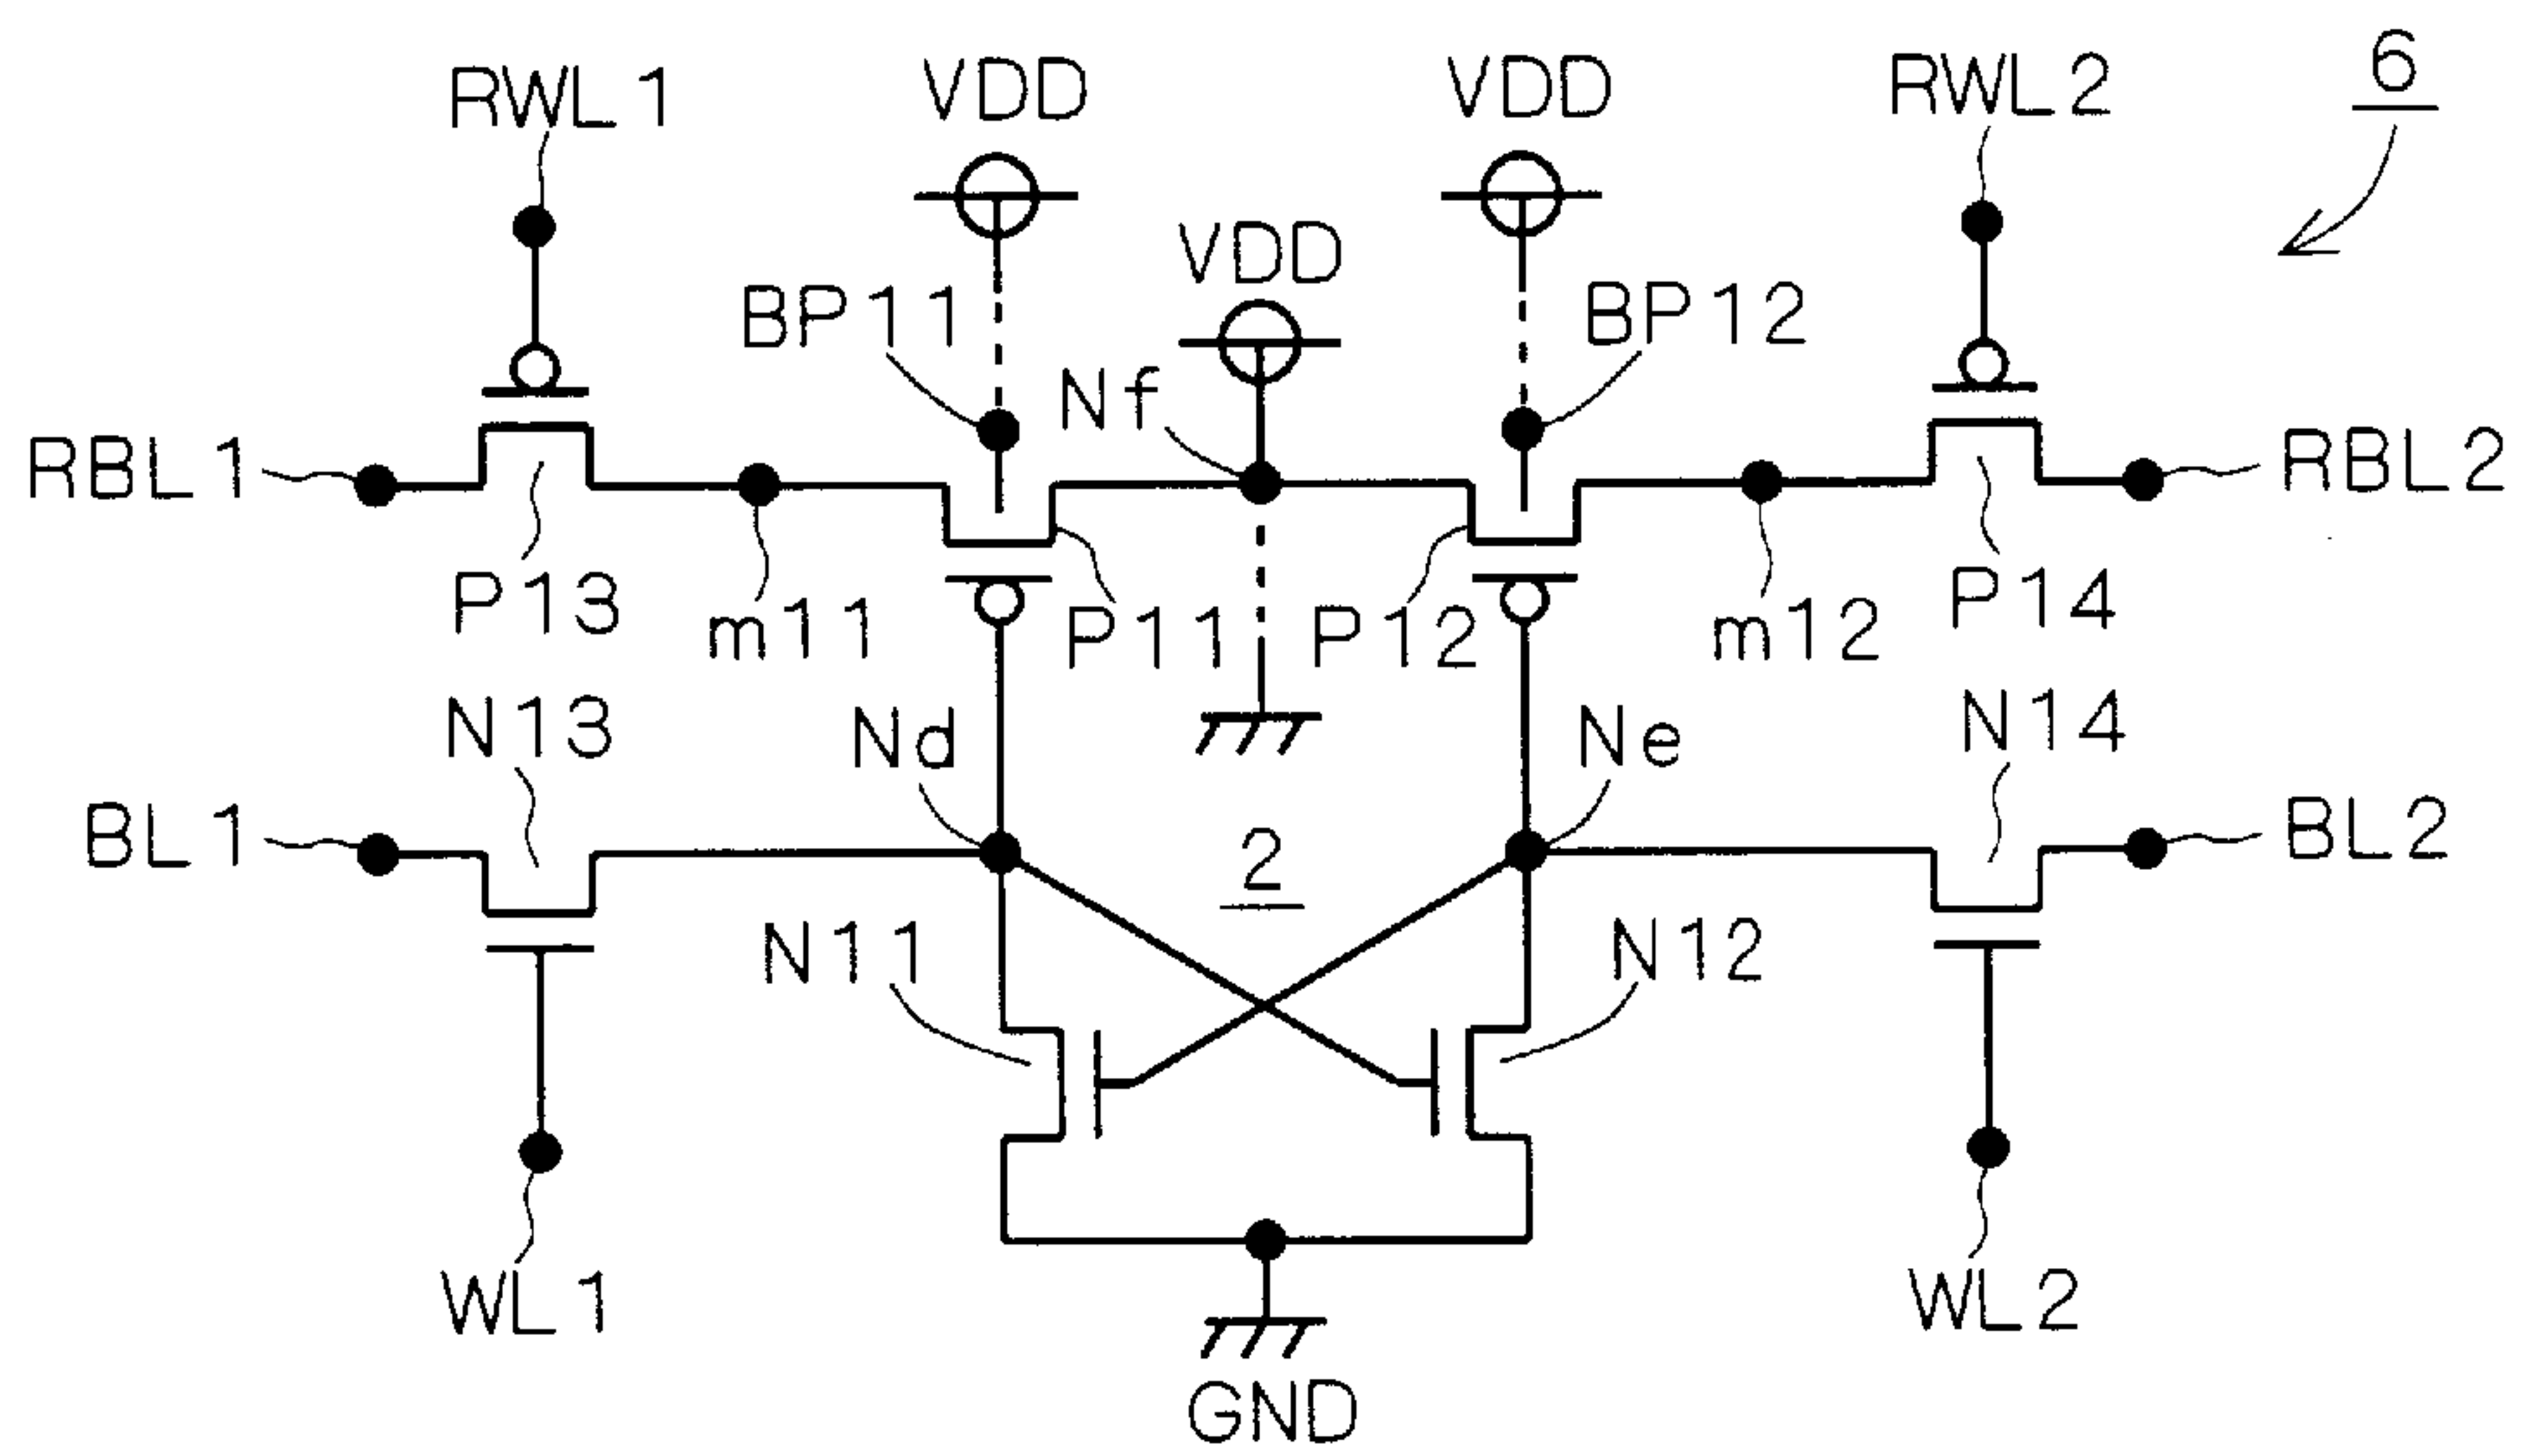 6
RWL1
VDD
VDD
RWL2
VDD
BP11
BP12
Nf
RBL1
RBL2
P13
m11
P11
P12
m12
P14
N13
Nd
Ne
N14
BL1
2
BL2
N11
N12
WL1
WL2
GND